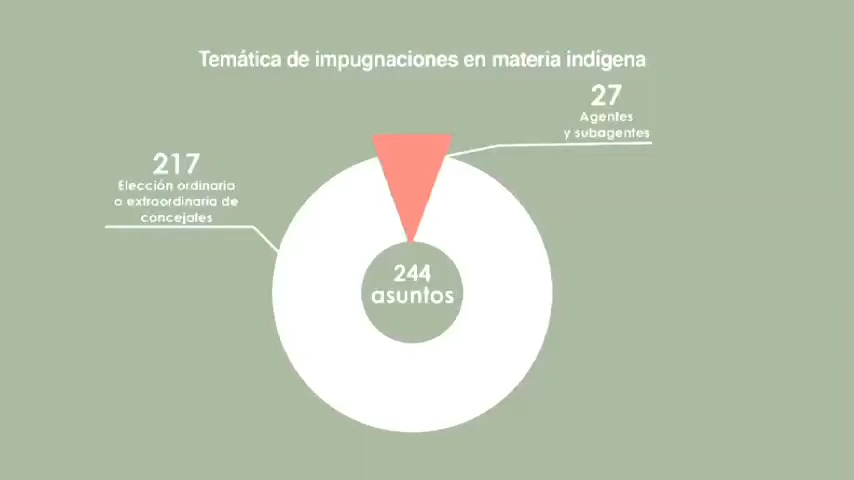 Temática de impugnaciones en materia indígena
27
Agentes
y subagentes
217
Elección ordinaria
o extraordinaria de
concejales
244
asuntos